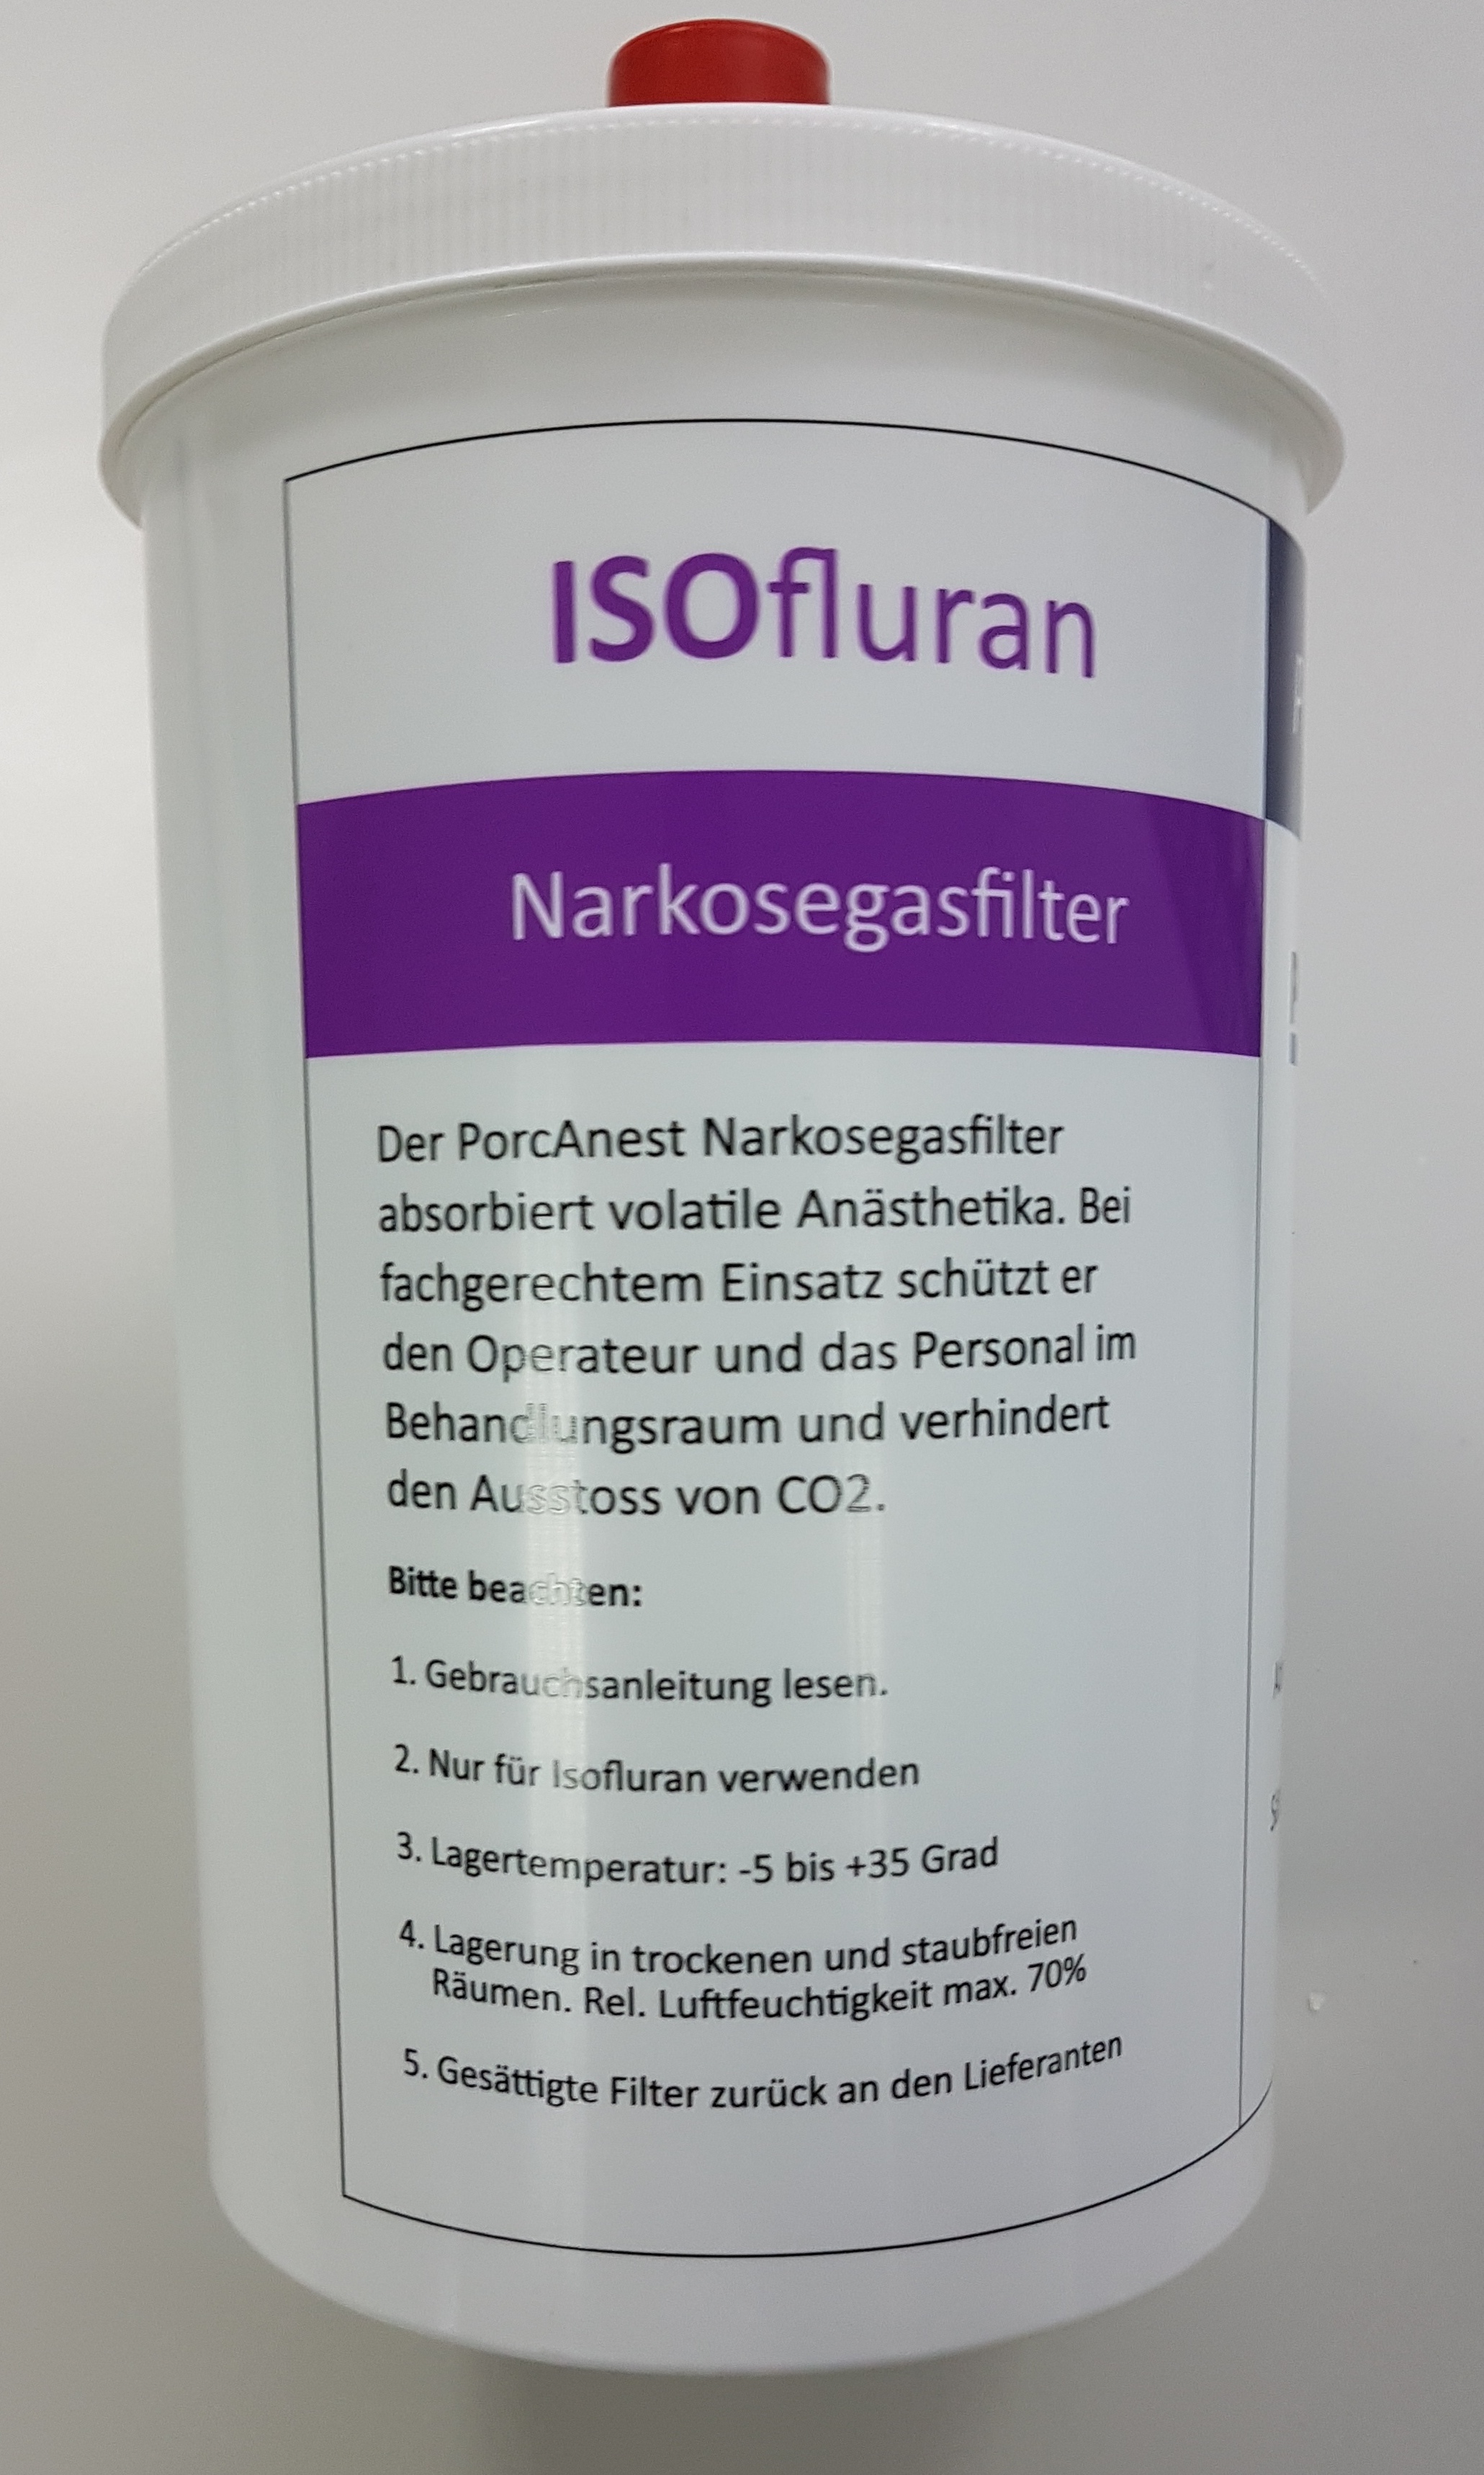 ISOfluran
Narkosegasfilter
Der PorcAnest Narkosegasfilter
absorbiert volatile Anästhetika. Bei
fachgerechtem Einsatz schützt er
den Operateur und das Personal im
Behandlungsraum und verhindert
den Ausstoss von CO2.
Bitte beachten:
1. Gebrauchsanleitung lesen.
2. Nur für Isofluran verwenden
3. Lagertemperatur: -5 bis +35 Grad
4. Lagerung in trockenen und staubfreien
Räumen. Rel. Luftfeuchtigkeit max. 70%
5. Gesättigte Filter zurück an den Lieferanten